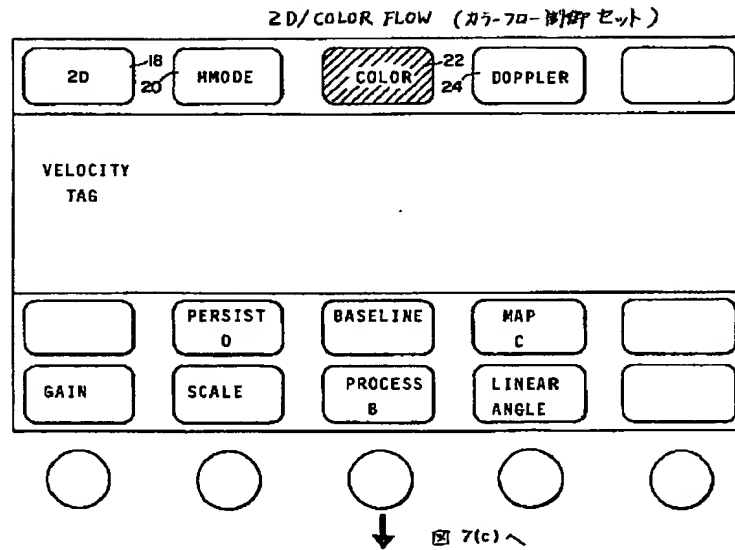 2D/COLOR FLOW (カラーフロー制御セット)
2D 18 20 MMODE COLOR 22 24 DOPPLER
VELOCITY
TAG
PERSIST BASELINE MAP
0 C
GAIN SCALE PROCESS LINEAR
B ANGLE
図 7(c)へ